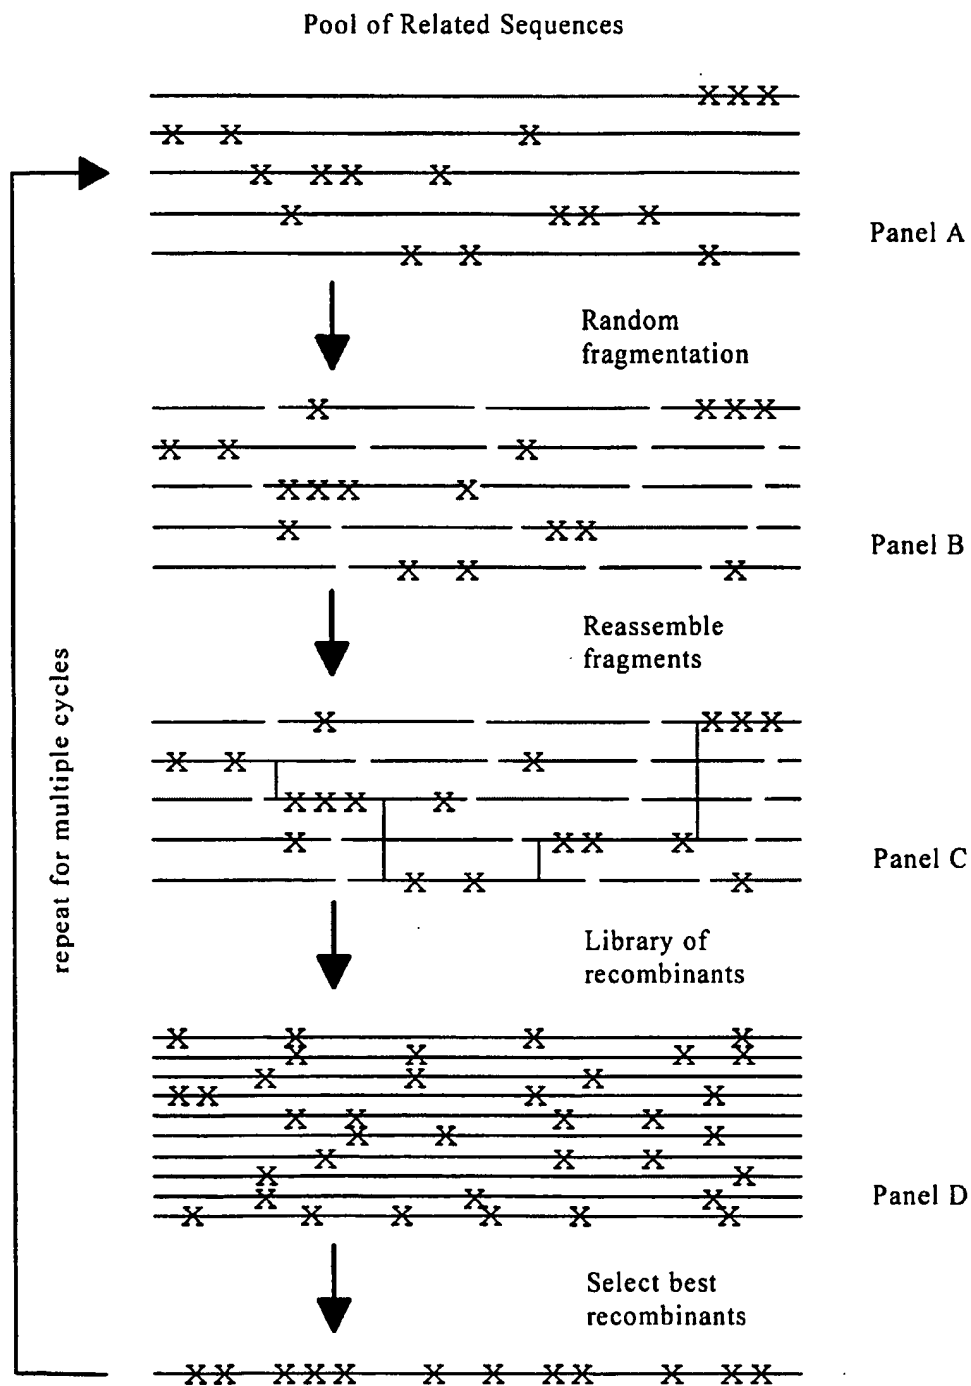 Pool of Related Sequences
X X X
X X X
X X X X
X X X X
Panel A
X X X
Random
fragmentation
X X X X
X X X
X X X X
X X X
Panel B
X X X
Reassemble
fragments
repeat for multiple cycles
X X X X
X X X
X X X X
X X X X
Panel C
X X X
Library of
recombinants
X X X X
X X X X
X X X
X X X X
X X X X
X X X
X X X
X X
Panel D
X X X
X X X X X X
Select best
recombinants
X X X X X X X X X X X X